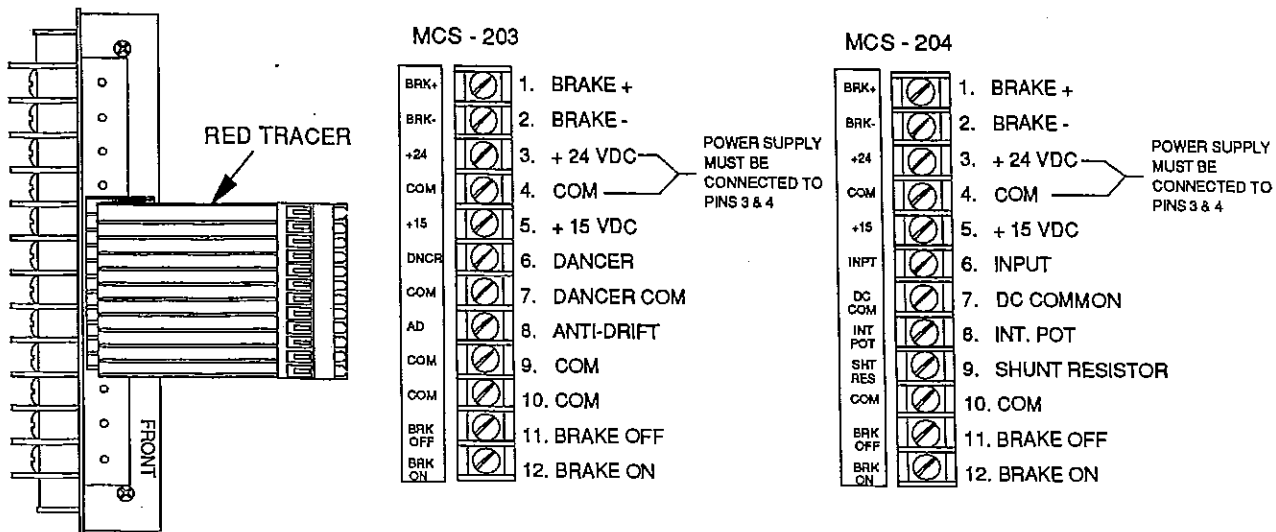 RED TRACER
FRONT
MCS - 203
BRK+ 1. BRAKE +
BRK- 2. BRAKE -
+24 3. + 24 VDC
COM 4. COM
+15 5. + 15 VDC
DNCR 6. DANCER
COM 7. DANCER COM
AD 8. ANTI-DRIFT
COM 9. COM
COM 10. COM
BRK OFF 11. BRAKE OFF
BRK ON 12. BRAKE ON
POWER SUPPLY
MUST BE
CONNECTED TO
PINS 3 & 4
MCS - 204
BRK+ 1. BRAKE +
BRK- 2. BRAKE -
+24 3. + 24 VDC
COM 4. COM
+15 5. + 15 VDC
INPT 6. INPUT
DC COM 7. DC COMMON
INT POT 8. INT. POT
SHT RES 9. SHUNT RESISTOR
COM 10. COM
BRK OFF 11. BRAKE OFF
BRK ON 12. BRAKE ON
POWER SUPPLY
MUST BE
CONNECTED TO
PINS 3 & 4